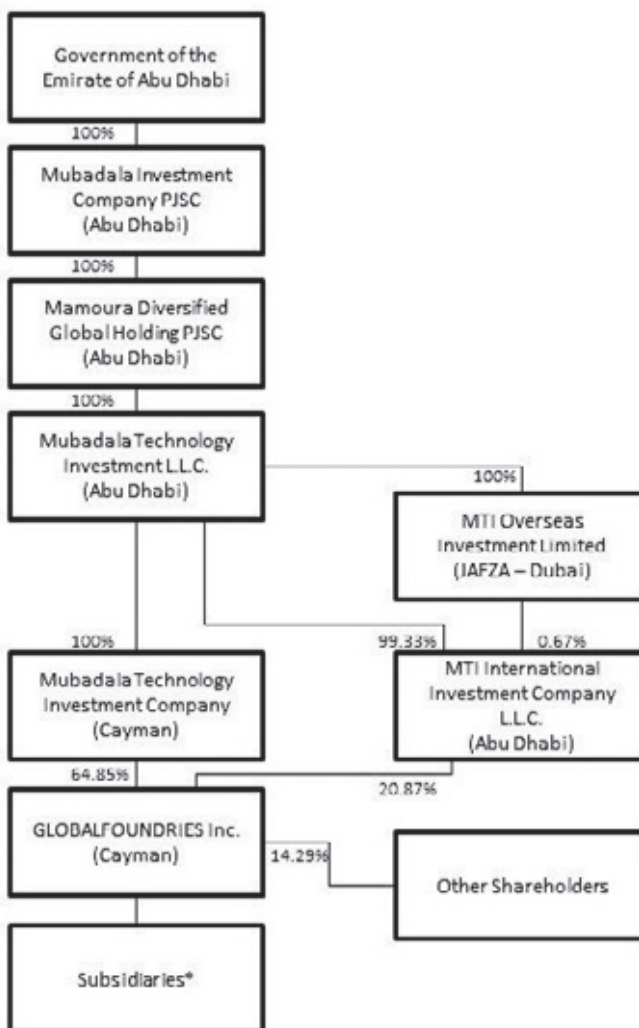 Government of the
Emirate of Abu Dhabi
100%
Mubadala Investment
Company PJSC
(Abu Dhabi)
100%
Mamoura Diversified
Global Holding PJSC
(Abu Dhabi)
100%
Mubadala Technology
Investment L.L.C.
(Abu Dhabi)
100%
MTI Overseas
Investment Limited
(JAFZA – Dubai)
100%
99.33%
0.67%
Mubadala Technology
Investment Company
(Cayman)
MTI International
Investment Company
L.L.C.
(Abu Dhabi)
64.85%
20.87%
GLOBALFOUNDRIES Inc.
(Cayman)
14.29%
Other Shareholders
Subsidiaries*